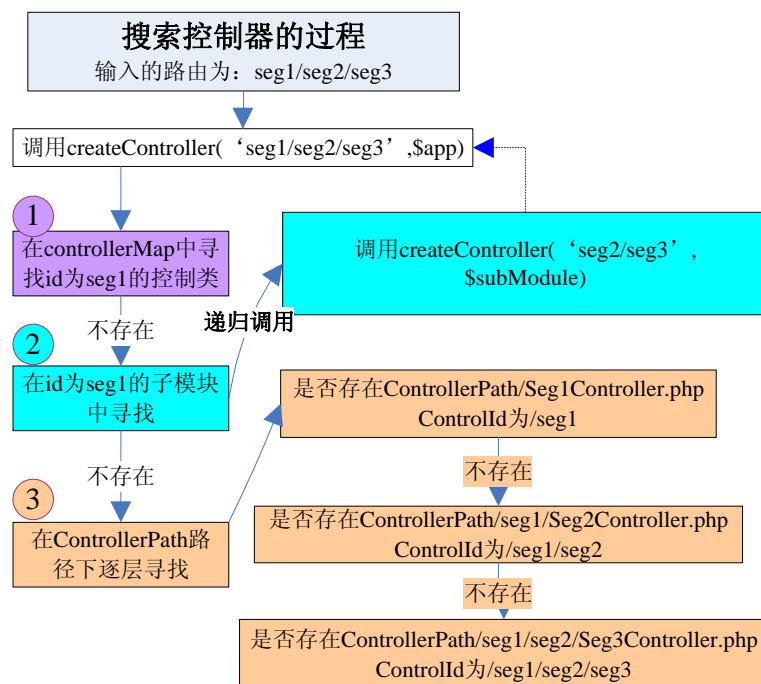 搜索控制器的过程
输入的路由为：seg1/seg2/seg3
调用createController(‘seg1/seg2/seg3’,$app)
1
在controllerMap中寻
找id为seg1的控制类
调用createController(‘seg2/seg3’,
$subModule)
不存在
递归调用
2
在id为seg1的子模块
中寻找
是否存在ControllerPath/Seg1Controller.php
ControlId为/seg1
不存在
不存在
3
在ControllerPath路
径下逐层寻找
是否存在ControllerPath/seg1/Seg2Controller.php
ControlId为/seg1/seg2
不存在
是否存在ControllerPath/seg1/seg2/Seg3Controller.php
ControlId为/seg1/seg2/seg3